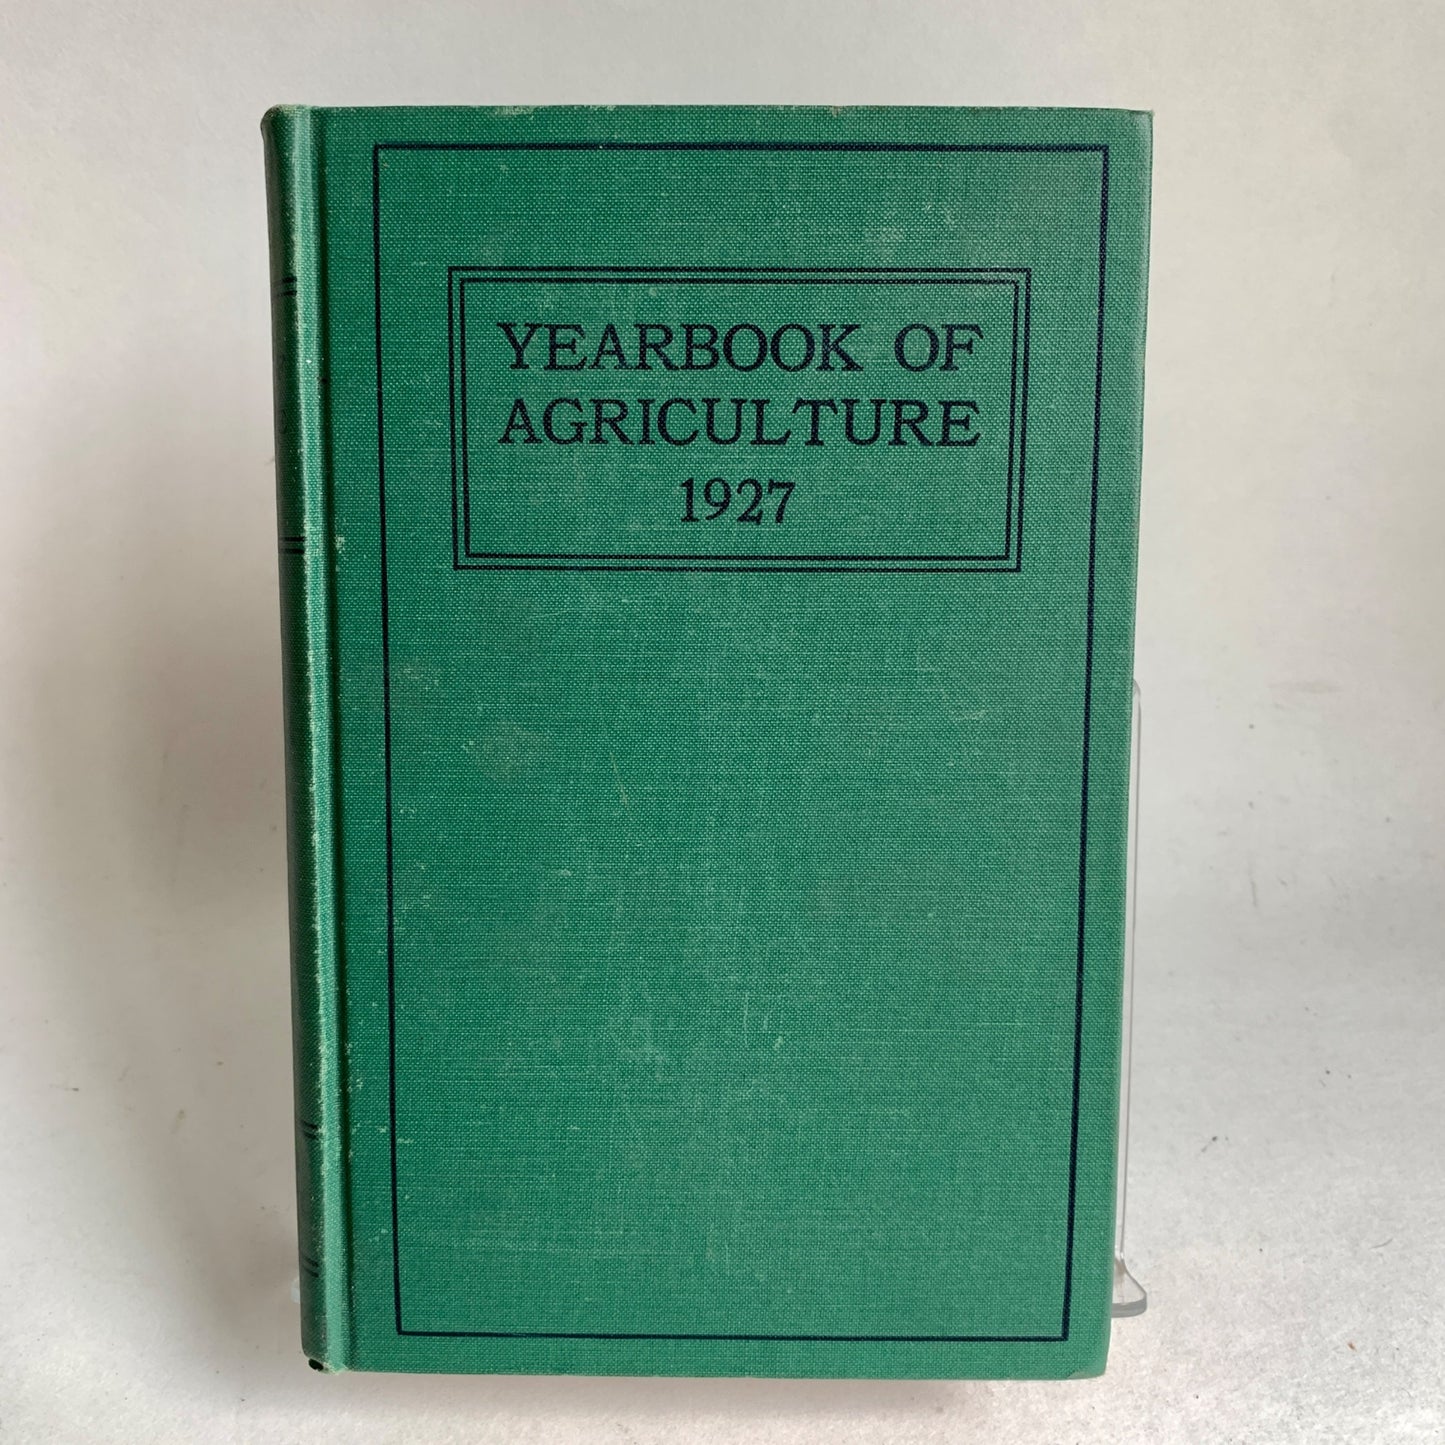 YEARBOOK OF
AGRICULTURE
1927